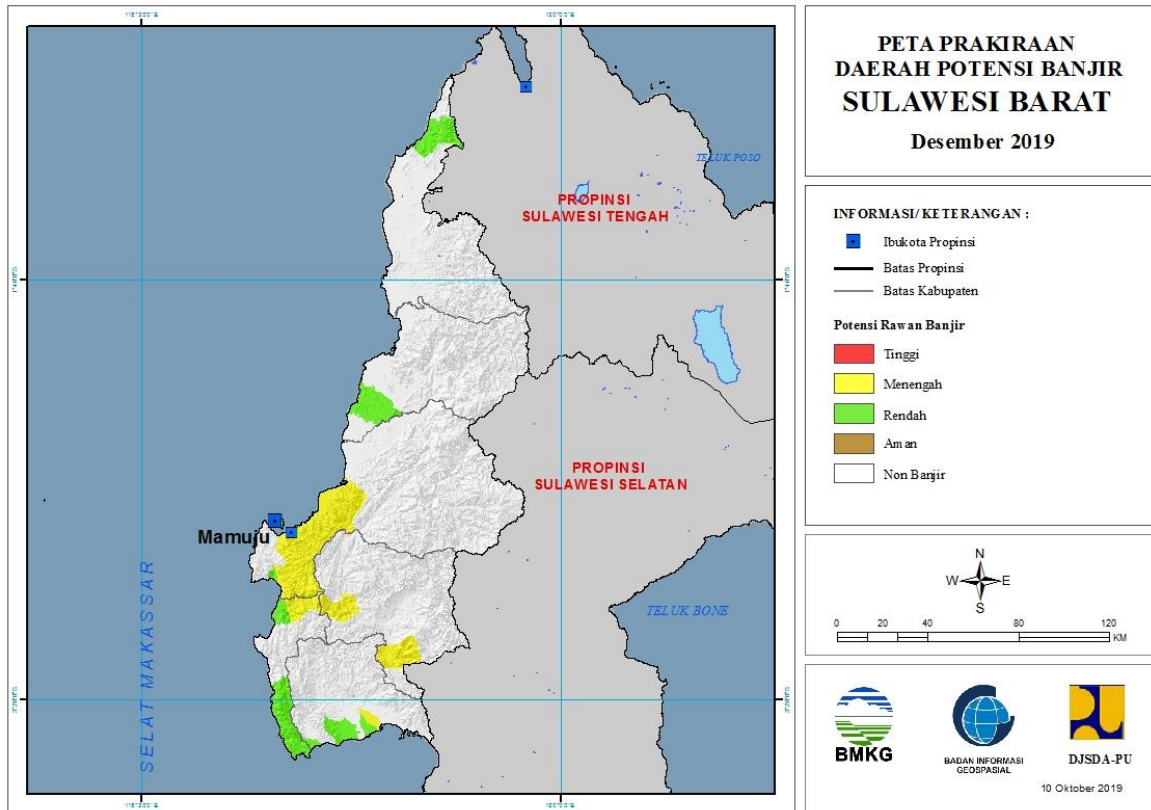 PETA PRAKIRAAN
DAERAH POTENSI BANJIR
SULAWESI BARAT
Desember 2019
TELUK POSO
PROPINSI
SULAWESI TENGAH
PROPINSI
SULAWESI SELATAN
Mamuju
TELUK BONE
SELAT MAKASSAR
INFORMASI/ KETERANGAN :
Ibukota Propinsi
Batas Propinsi
Batas Kabupaten
Potensi Rawan Banjir
Tinggi
Menengah
Rendah
Aman
Non Banjir
N
W E
S
0 20 40 80 120
KM
BMKG
BADAN INFORMASI
GEOSPASIAL
DJSDA-PU
10 Oktober 2019